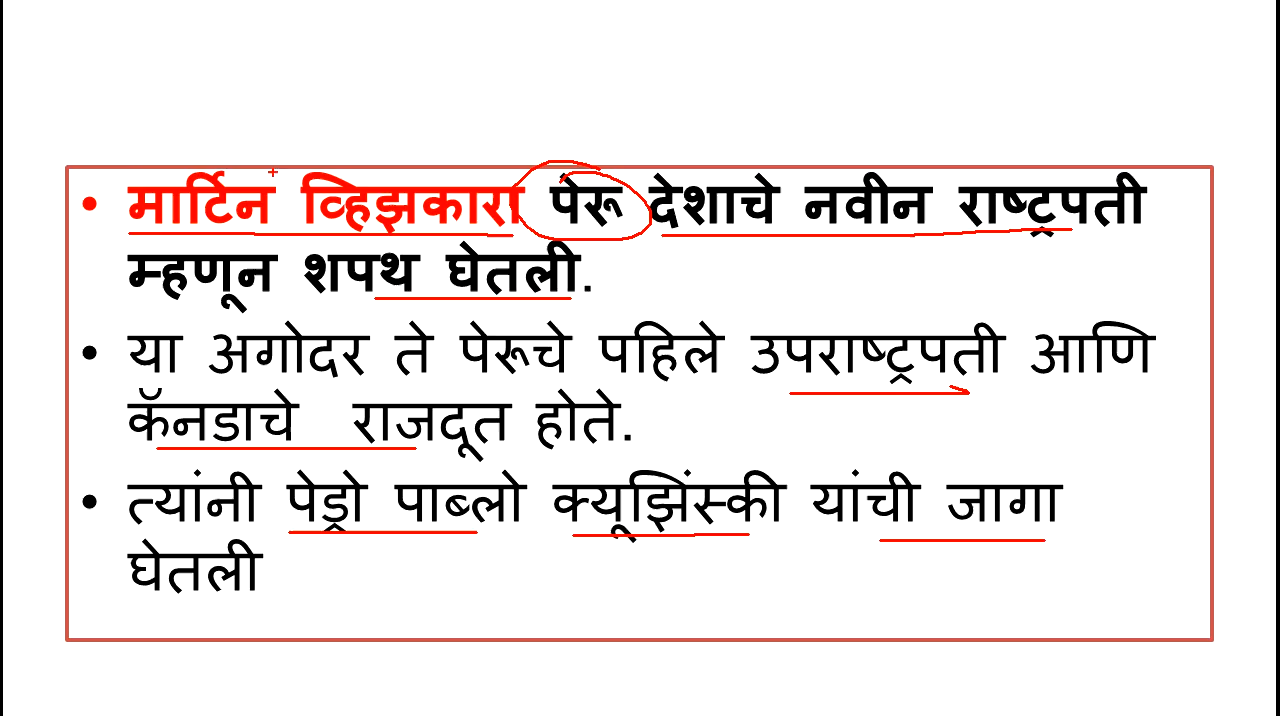 • मार्टिन व्हिझकारा पेरू देशाचे नवीन राष्ट्रपती
म्हणून शपथ घेतली.
• या अगोदर ते पेरूचे पहिले उपराष्ट्रपती आणि
कॅनडाचे राजदूत होते.
• त्यांनी पेड्रो पाब्लो क्यूझिंस्की यांची जागा
घेतली